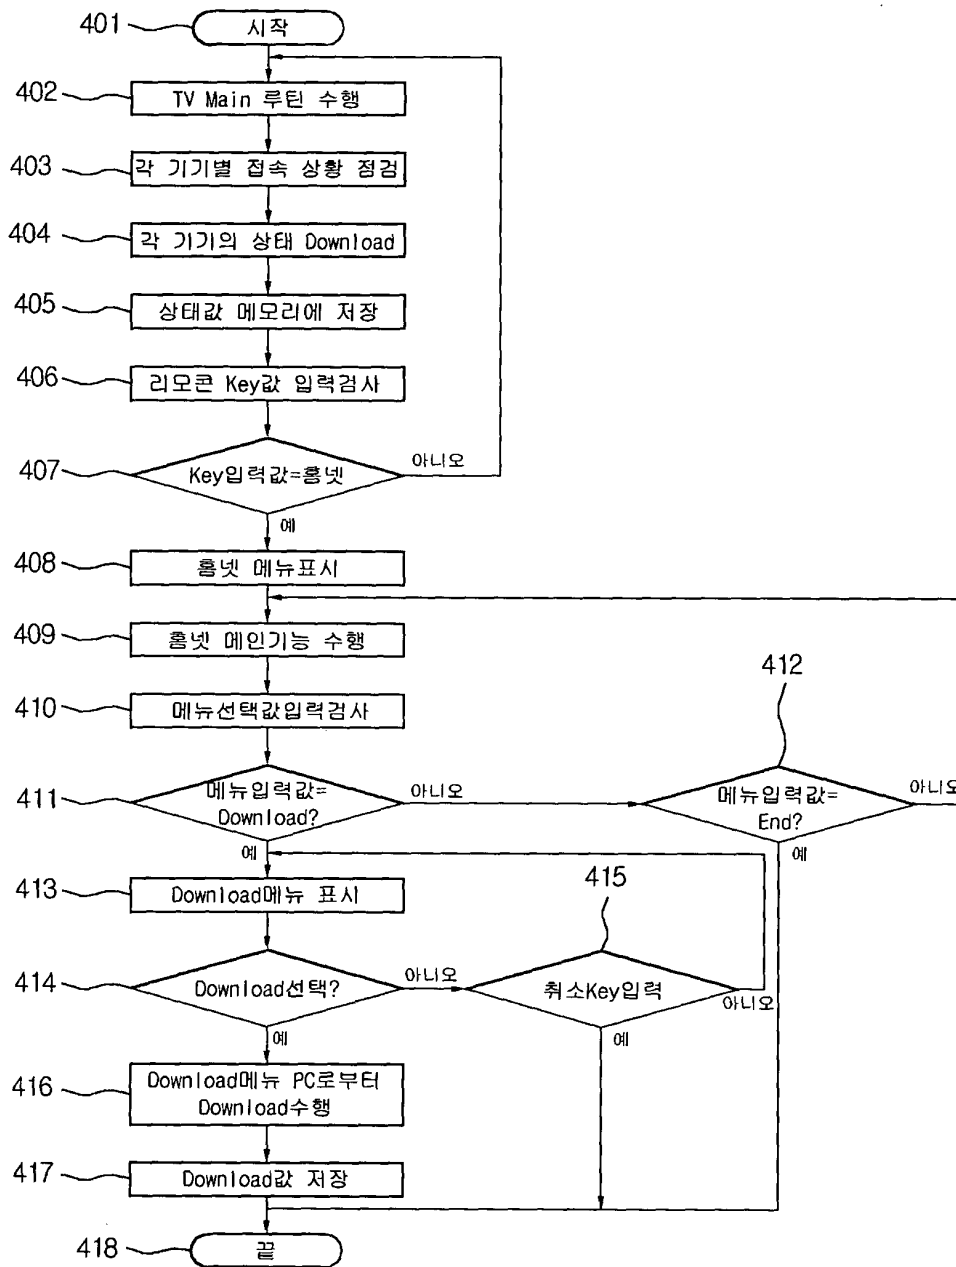 401
시작
402
TV Main 루틴 수행
403
각 기기별 접속 상황 점검
404
각 기기의 상태 Download
405
상태값 메모리에 저장
406
리모콘 Key값 입력검사
407
Key입력값=홈넷
아니오
예
408
홈넷 메뉴표시
409
홈넷 메인기능 수행
410
메뉴선택값입력검사
411
메뉴입력값=
Download?
아니오
예
412
메뉴입력값=
End?
아니오
예
413
Download메뉴 표시
414
Download선택?
아니오
예
415
취소Key입력
아니오
예
416
Download메뉴 PC로부터
Download수행
417
Download값 저장
418
끝